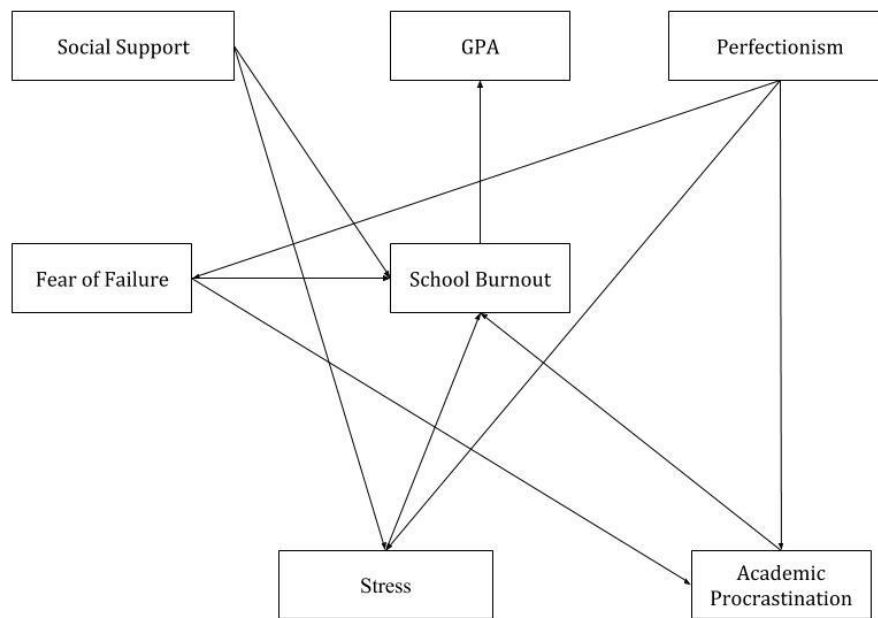 Social Support
GPA
Perfectionism
Fear of Failure
School Burnout
Stress
Academic
Procrastination